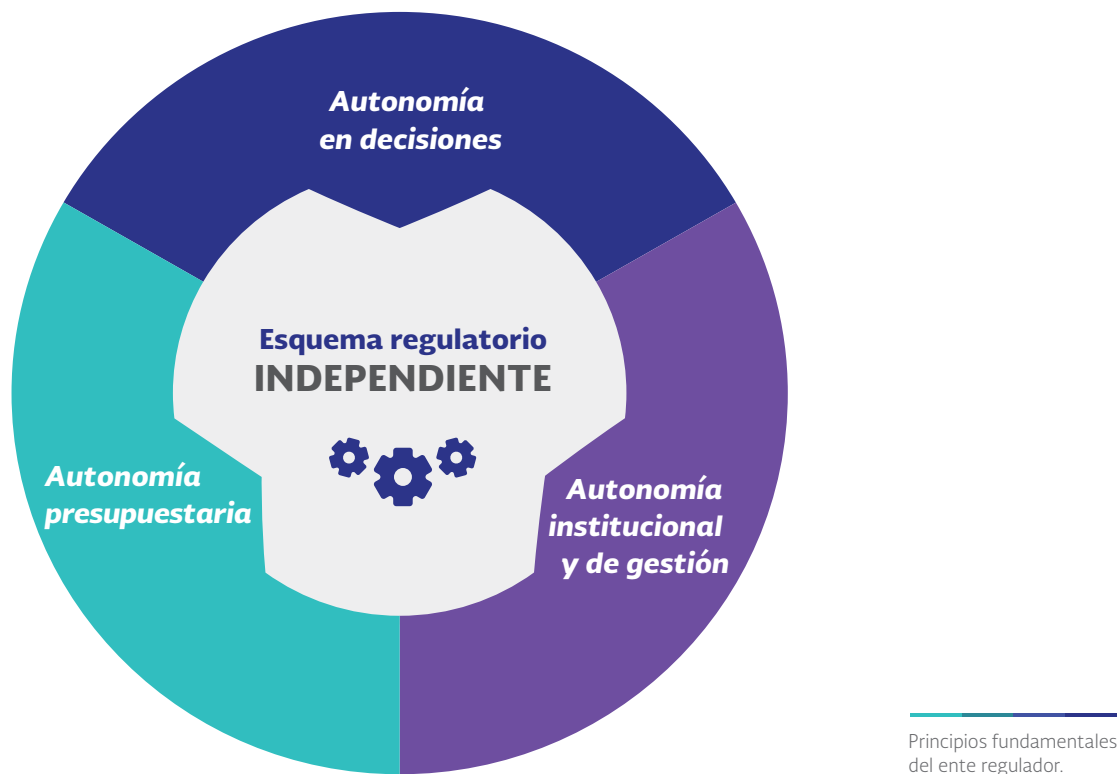 Autonomía
en decisiones
Esquema regulatorio
INDEPENDIENTE
Autonomía
presupuestaria
Autonomía
institucional
y de gestión
Principios fundamentales
del ente regulador.